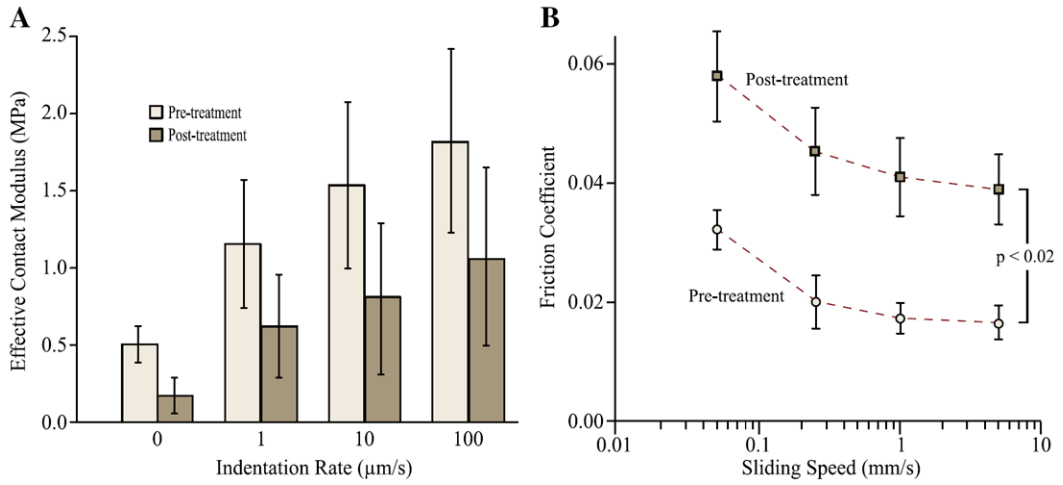 A
Effective Contact Modulus (MPa)
2.5
2.0
1.5
1.0
0.5
0.0
Pre-treatment
Post-treatment
0 1 10 100
Indentation Rate (µm/s)
B
Friction Coefficient
0.06
0.04
0.02
0.00
Post-treatment
Pre-treatment
p < 0.02
0.01 0.1 1 10
Sliding Speed (mm/s)